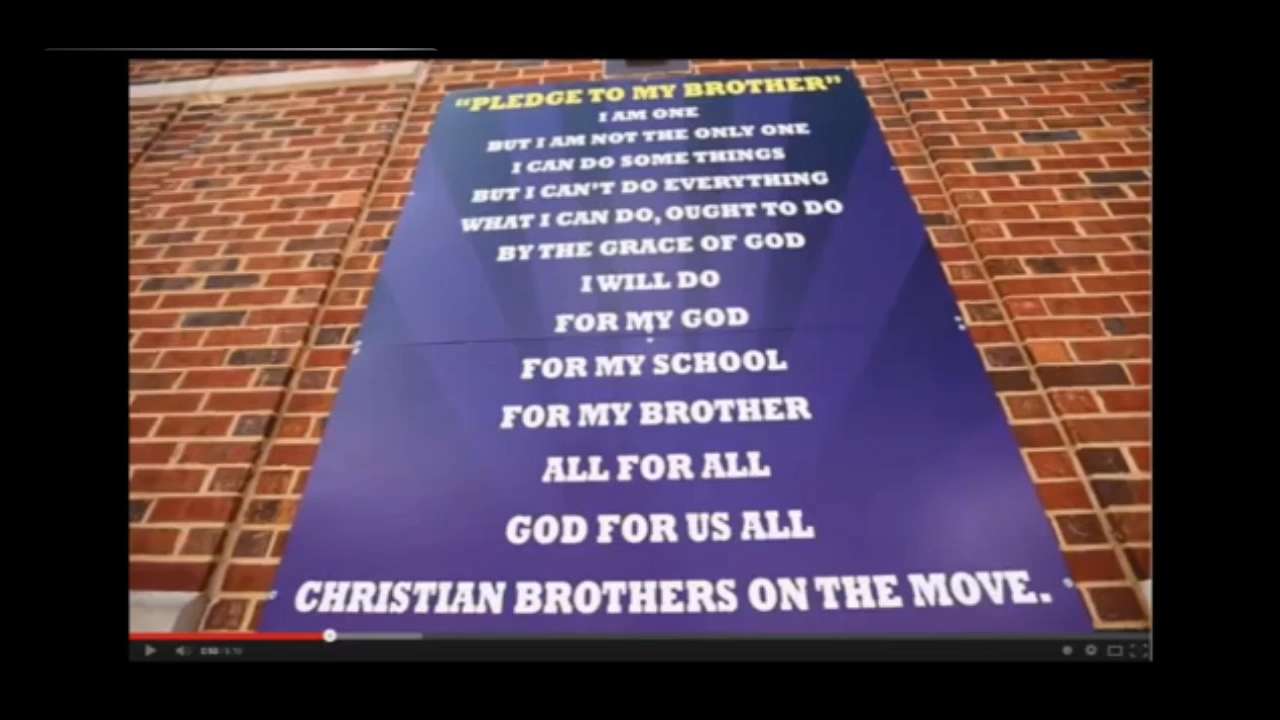 “PLEDGE TO MY BROTHER”
I AM ONE
BUT I AM NOT THE ONLY ONE
I CAN DO SOME THINGS
BUT I CAN'T DO EVERYTHING
WHAT I CAN DO, OUGHT TO DO
BY THE GRACE OF GOD
I WILL DO
FOR MY GOD
FOR MY SCHOOL
FOR MY BROTHER
ALL FOR ALL
GOD FOR US ALL
CHRISTIAN BROTHERS ON THE MOVE.